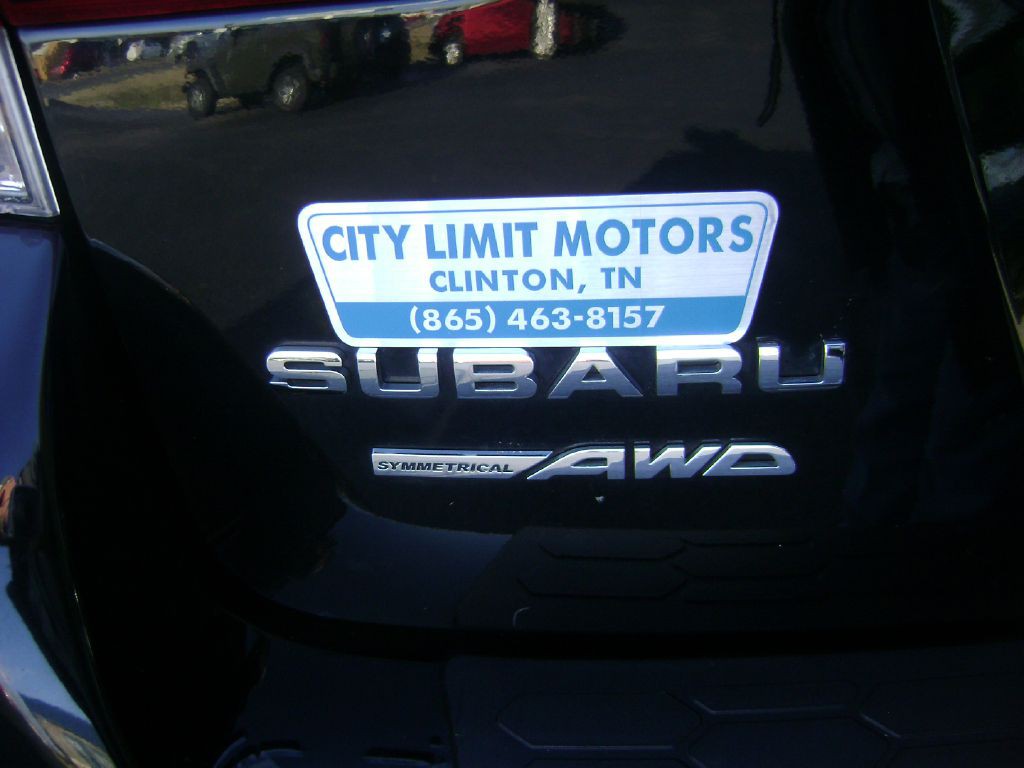 CITY LIMIT MOTORS
CLINTON, TN
(865) 463-8157
SUBARU
SYMMETRICAL AWD